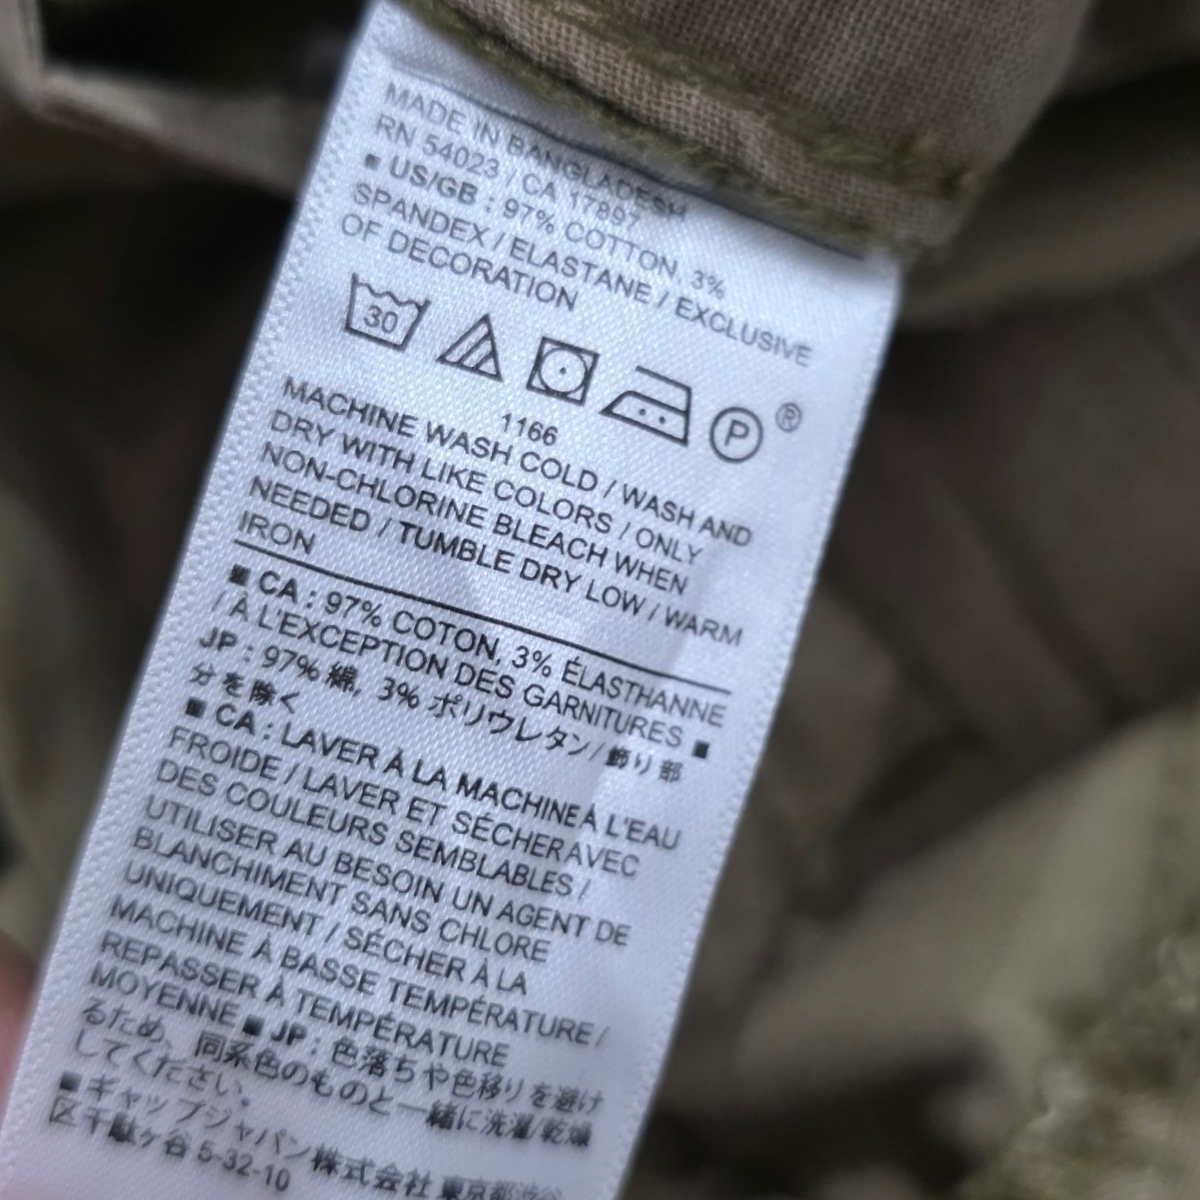 MADE IN BANGLADESH
RN 54023 / CA 17897
■ US/GB : 97% COTTON, 3%
SPANDEX / ELASTANE / EXCLUSIVE
OF DECORATION
30
P
®
1166
MACHINE WASH COLD / WASH AND
DRY WITH LIKE COLORS / ONLY
NON-CHLORINE BLEACH WHEN
NEEDED / TUMBLE DRY LOW / WARM
IRON
■ CA : 97% COTON, 3% ÉLASTHANNE
/ À L'EXCEPTION DES GARNITURES ■
JP : 97% 綿, 3% ポリウレタン / 飾り部
分を除く
■ CA : LAVER À LA MACHINE À L'EAU
FROIDE / LAVER ET SÉCHER AVEC
DES COULEURS SEMBLABLES /
UTILISER AU BESOIN UN AGENT DE
BLANCHIMENT SANS CHLORE
UNIQUEMENT / SÉCHER À LA
MACHINE À BASSE TEMPÉRATURE /
REPASSER À TEMPÉRATURE
MOYENNE ■ JP : 色落ちや色移りを避け
るため、同系色のものと一緒に洗濯/乾燥
してください。
■ ギャップジャパン株式会社 東京都渋谷
区千駄ヶ谷 5-32-10